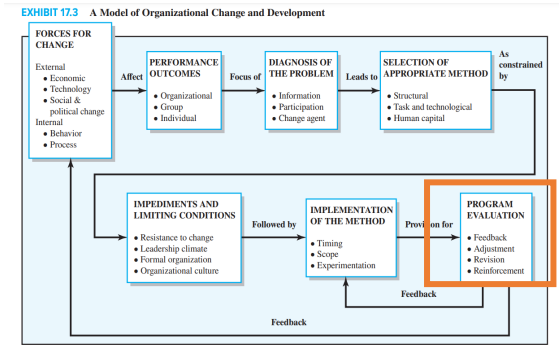 EXHIBIT 17.3 A Model of Organizational Change and Development
FORCES FOR
CHANGE
External
• Economic
• Technology
• Social &
political change
Internal
• Behavior
• Process
Affect
PERFORMANCE
OUTCOMES
• Organizational
• Group
• Individual
Focus of
DIAGNOSIS OF
THE PROBLEM
• Information
• Participation
• Change agent
Leads to
SELECTION OF
APPROPRIATE METHOD
• Structural
• Task and technological
• Human capital
As
constrained
by
IMPEDIMENTS AND
LIMITING CONDITIONS
• Resistance to change
• Leadership climate
• Formal organization
• Organizational culture
Followed by
IMPLEMENTATION
OF THE METHOD
• Timing
• Scope
• Experimentation
Provision for
PROGRAM
EVALUATION
• Feedback
• Adjustment
• Revision
• Reinforcement
Feedback
Feedback